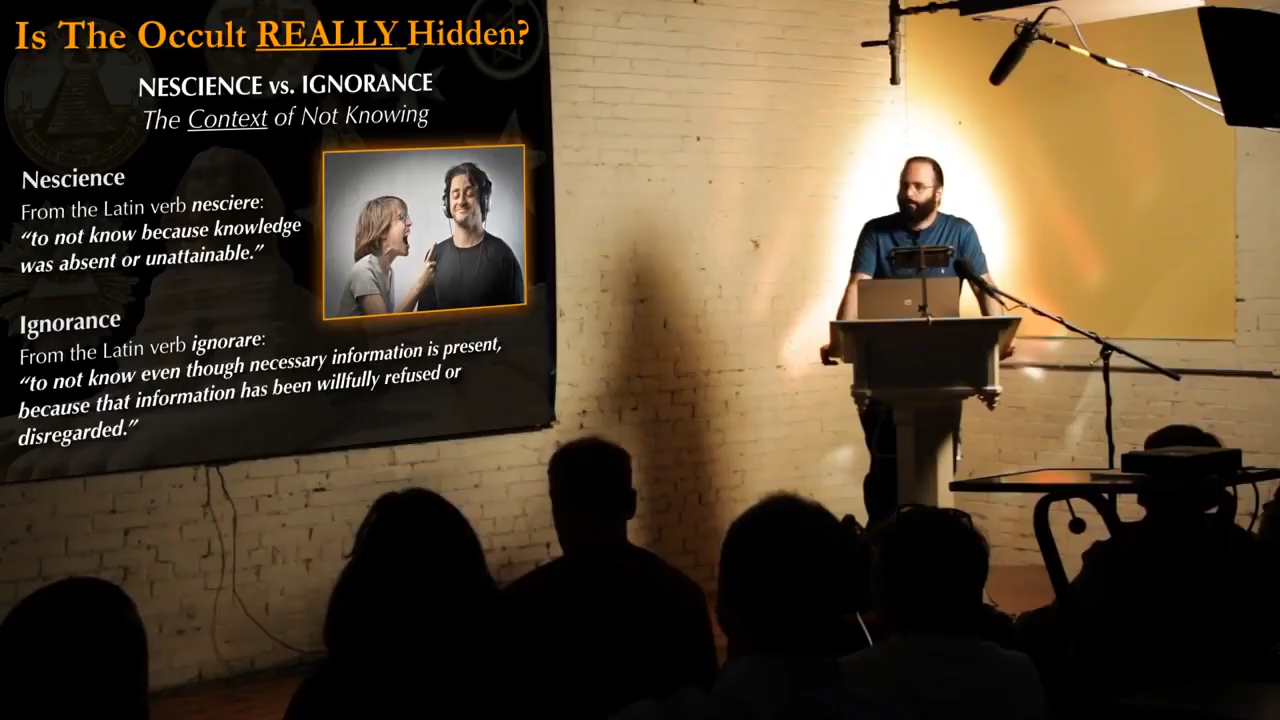 Is The Occult REALLY Hidden?
NESCIENCE vs. IGNORANCE
The Context of Not Knowing
Nescience
From the Latin verb nesciere:
“to not know because knowledge
was absent or unattainable.”
Ignorance
From the Latin verb ignorare:
“to not know even though necessary information is present,
because that information has been willfully refused or
disregarded.”